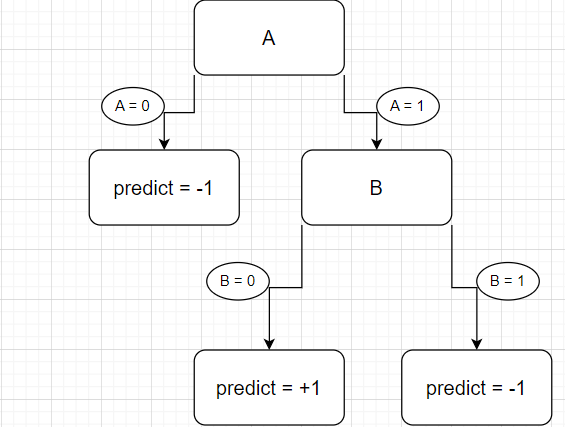 A
A = 0
A = 1
predict = -1
B
B = 0
B = 1
predict = +1
predict = -1